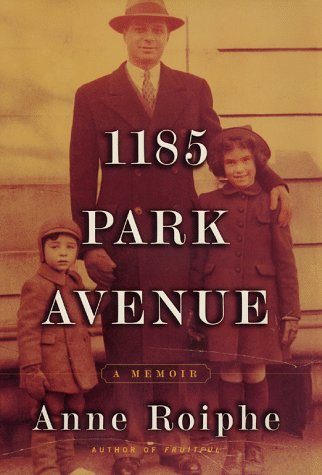 1185
PARK
AVENUE
A MEMOIR
Anne Roiphe
AUTHOR OF FRUITFUL